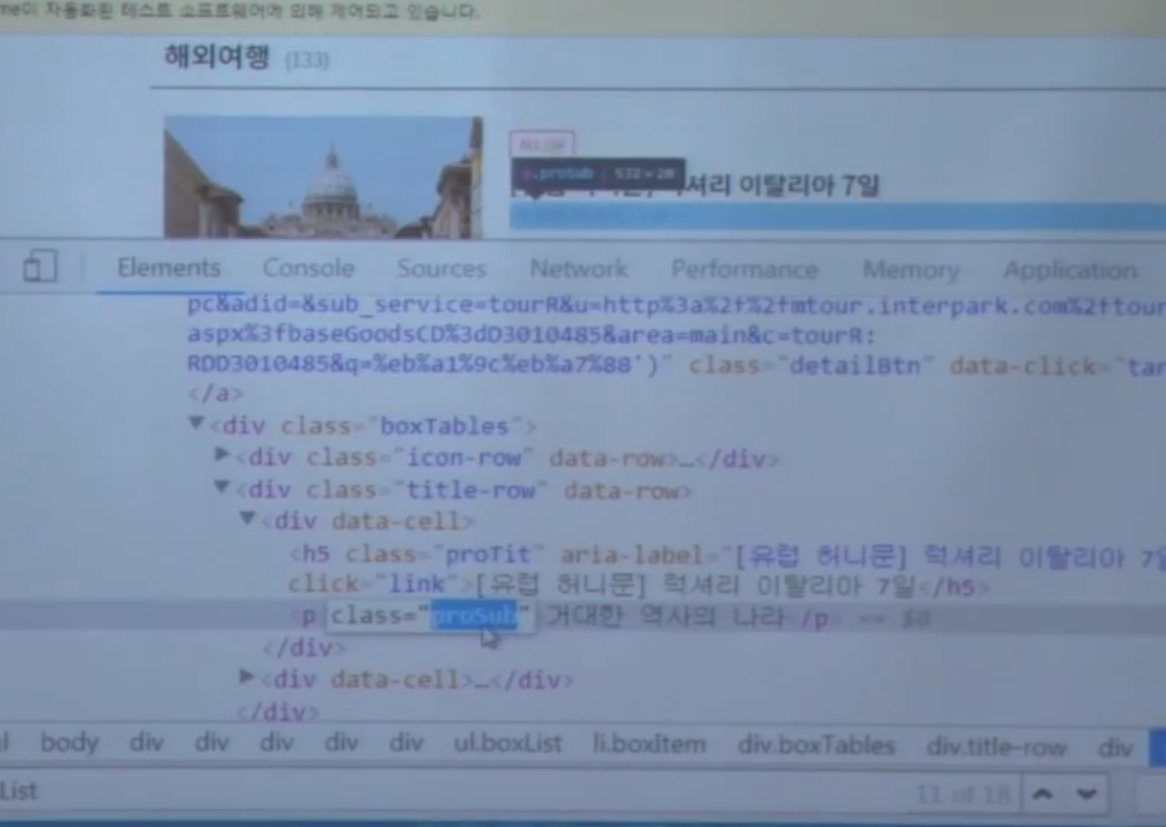 me이 자동화된 테스트 소프트웨어에 의해 제어되고 있습니다.
해외여행 (133)
p.proSub | 532 × 20
럭셔리 이탈리아 7일
Elements Console Sources Network Performance Memory Application
pc&adid=&sub_service=tourR&u=http%3a%2f%2fmtour.interpark.com%2ftour
aspx%3fbaseGoodsCD%3dD3010485&area=main&c=tourR:
RDD3010485&q=%eb%a1%9c%eb%a7%88')" class="detailBtn" data-click="tar
</a>
▼<div class="boxTables">
▶<div class="icon-row" data-row>…</div>
▼<div class="title-row" data-row>
▼<div data-cell>
<h5 class="proTit" aria-label="[유럽 허니문] 럭셔리 이탈리아 7일
click="link">[유럽 허니문] 럭셔리 이탈리아 7일</h5>
<p class="proSub">거대한 역사의 나라</p> == $0
</div>
▶<div data-cell>…</div>
</div>
l body div div div div div ul.boxList li.boxItem div.boxTables div.title-row div
List 11 of 18